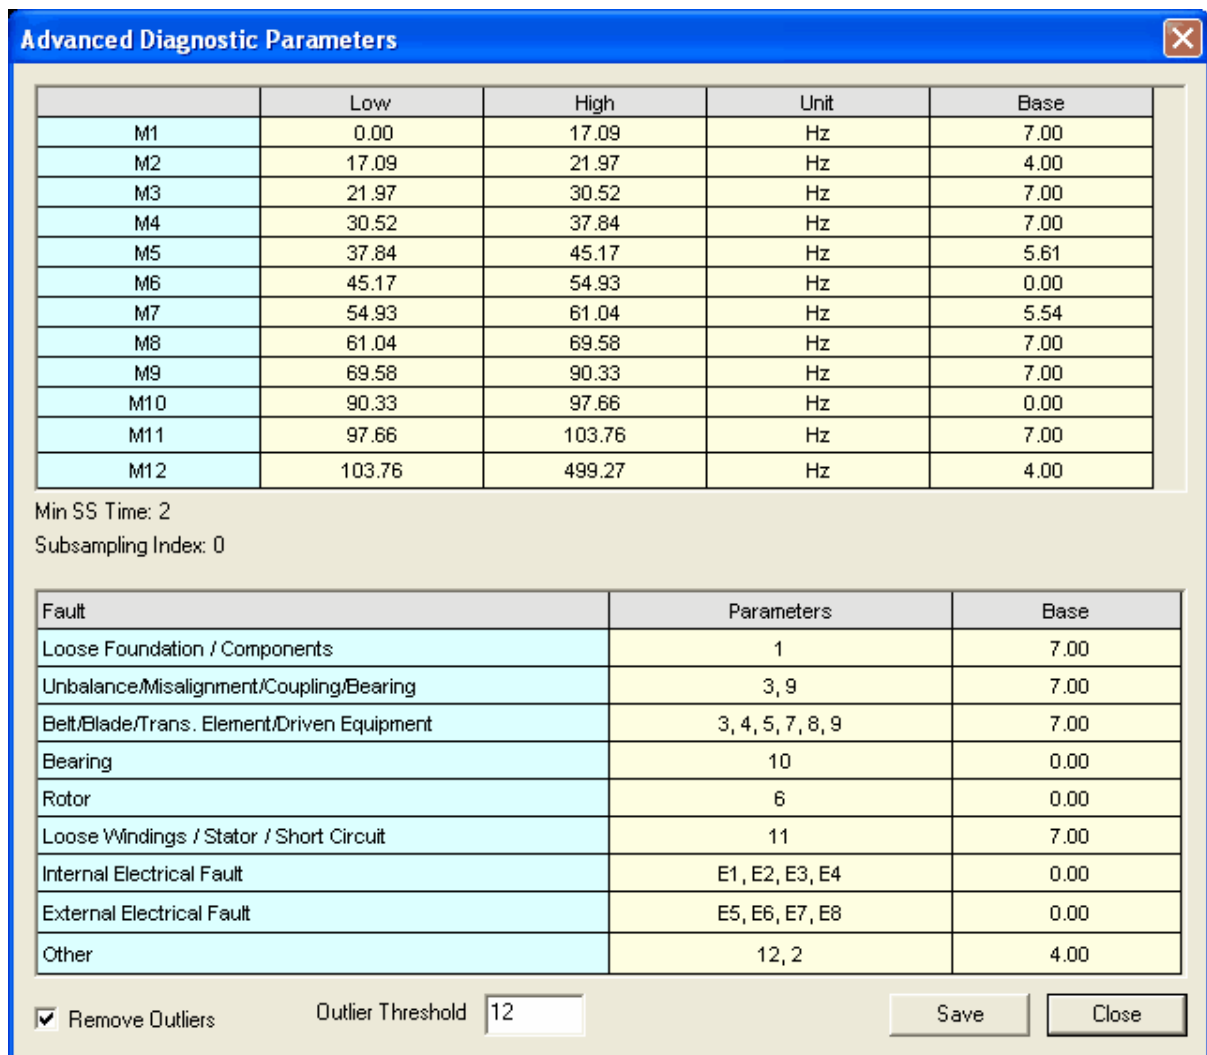 Advanced Diagnostic Parameters
Low High Unit Base
M1 0.00 17.09 Hz 7.00
M2 17.09 21.97 Hz 4.00
M3 21.97 30.52 Hz 7.00
M4 30.52 37.84 Hz 7.00
M5 37.84 45.17 Hz 5.61
M6 45.17 54.93 Hz 0.00
M7 54.93 61.04 Hz 5.54
M8 61.04 69.58 Hz 7.00
M9 69.58 90.33 Hz 7.00
M10 90.33 97.66 Hz 0.00
M11 97.66 103.76 Hz 7.00
M12 103.76 499.27 Hz 4.00
Min SS Time: 2
Subsampling Index: 0
Fault Parameters Base
Loose Foundation / Components 1 7.00
Unbalance/Misalignment/Coupling/Bearing 3, 9 7.00
Belt/Blade/Trans. Element/Driven Equipment 3, 4, 5, 7, 8, 9 7.00
Bearing 10 0.00
Rotor 6 0.00
Loose Windings / Stator / Short Circuit 11 7.00
Internal Electrical Fault E1, E2, E3, E4 0.00
External Electrical Fault E5, E6, E7, E8 0.00
Other 12, 2 4.00
Remove Outliers Outlier Threshold 12 Save Close